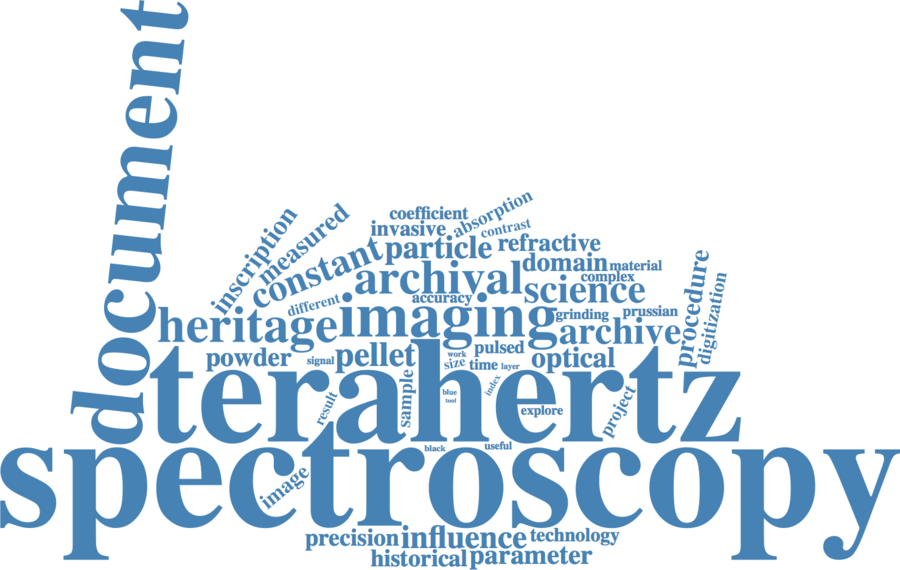 document
inscription
measured
coefficient
absorption
invasive
contrast
constant
particle
refractive
archival
domain
material
complex
science
different
accuracy
heritage
imaging
grinding
prussian
archive
procedure
digitization
powder
signal
pellet
work
size
pulsed
time
layer
optical
terahertz
sample
index
blue
tool
explore
project
result
spectroscopy
black
useful
image
precision
influence
technology
historical
parameter